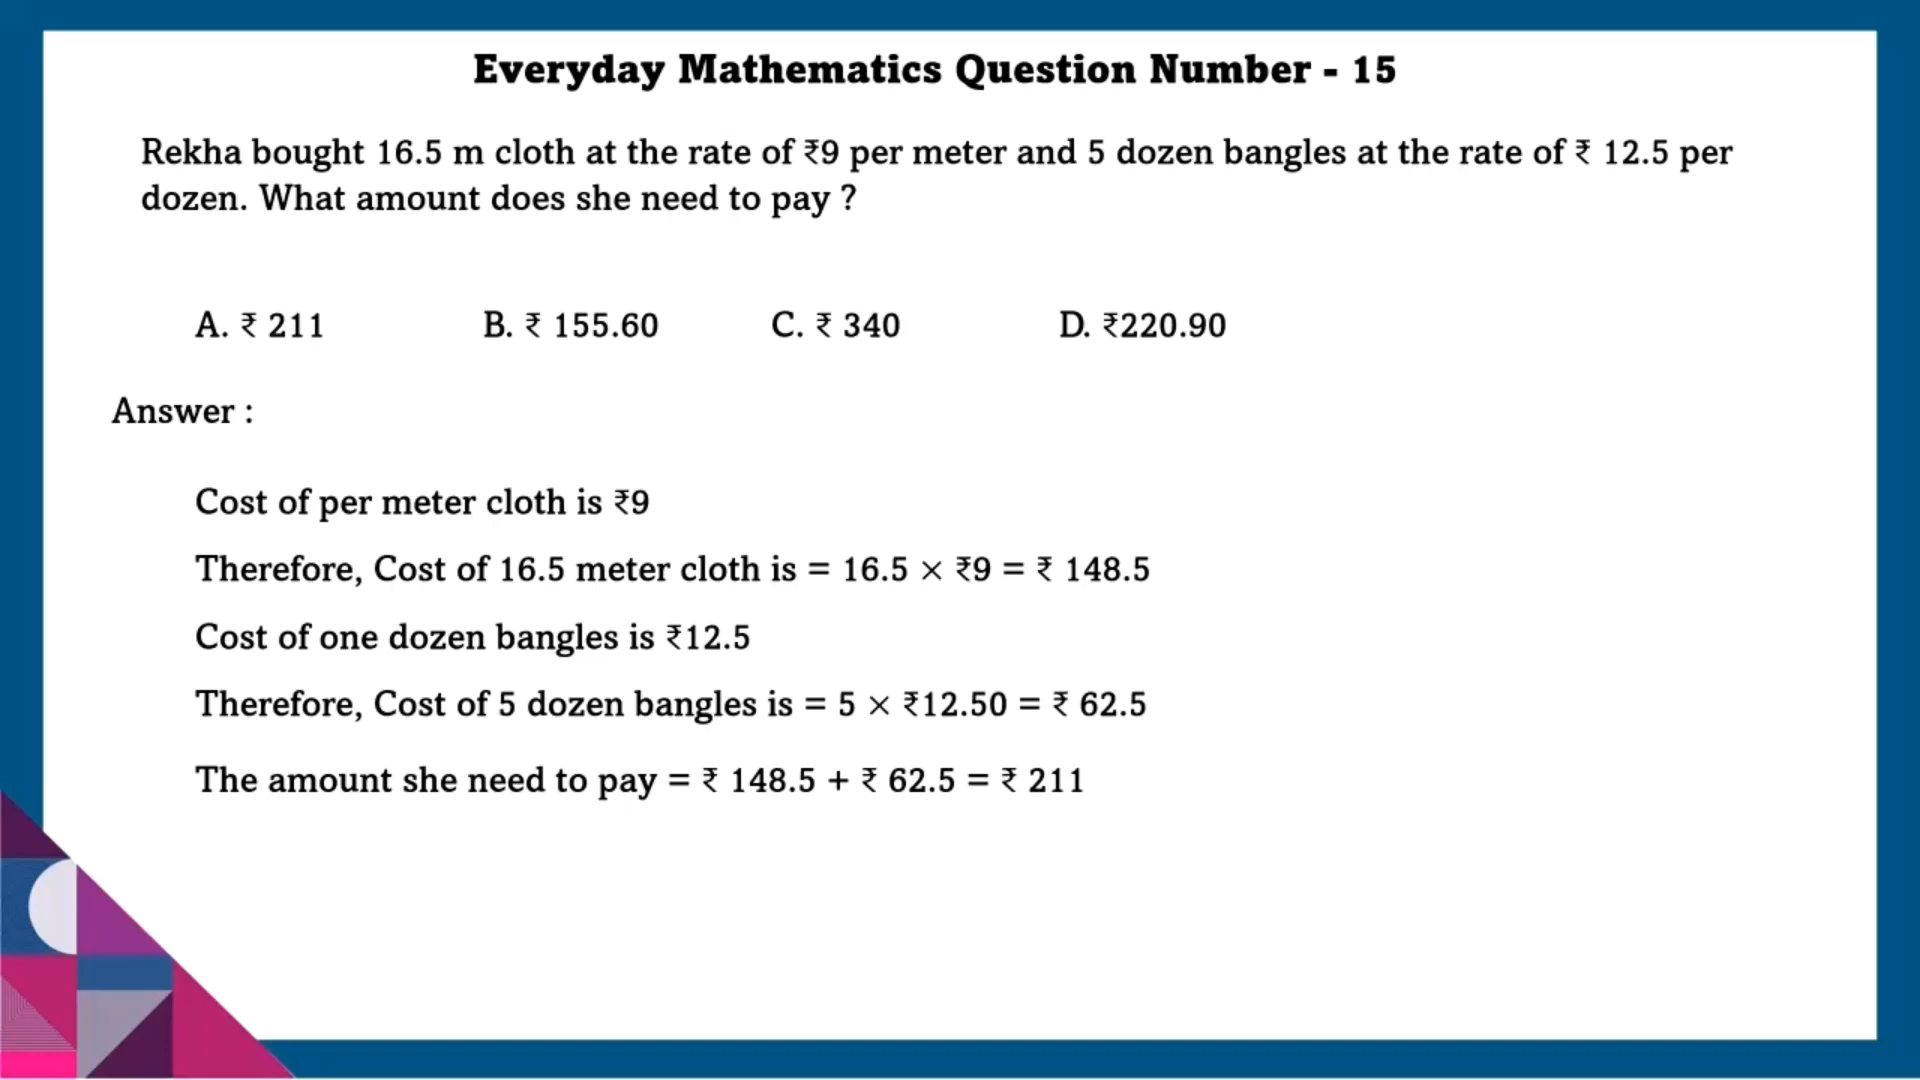 Everyday Mathematics Question Number - 15
Rekha bought 16.5 m cloth at the rate of ₹9 per meter and 5 dozen bangles at the rate of ₹ 12.5 per
dozen. What amount does she need to pay ?
A. ₹ 211 B. ₹ 155.60 C. ₹ 340 D. ₹220.90
Answer :
Cost of per meter cloth is ₹9
Therefore, Cost of 16.5 meter cloth is = 16.5 × ₹9 = ₹ 148.5
Cost of one dozen bangles is ₹12.5
Therefore, Cost of 5 dozen bangles is = 5 × ₹12.50 = ₹ 62.5
The amount she need to pay = ₹ 148.5 + ₹ 62.5 = ₹ 211